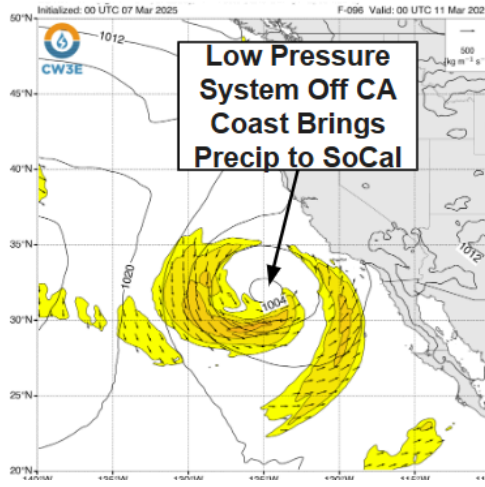 Initialized: 00 UTC 07 Mar 2025 F-096 Valid: 00 UTC 11 Mar 202
50°N
1012
500
kg m⁻¹ s⁻
CW3E
Low Pressure
System Off CA
Coast Brings
Precip to SoCal
45°N
40°N
35°N
1012
1020
1004
30°N
25°N
20°N